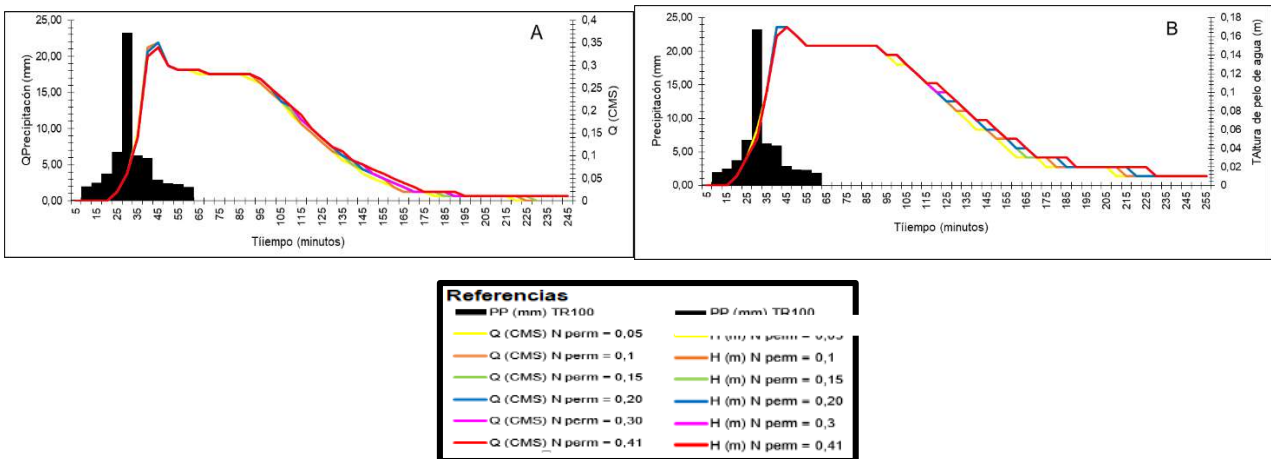 A
QPrecipitacón (mm)
25,00
20,00
15,00
10,00
5,00
0,00
0,4
0,35
0,3
0,25
0,2
0,15
0,1
0,05
0
Q (CMS)
5 15 25 35 45 55 65 75 85 95 105 115 125 135 145 155 165 175 185 195 205 215 225 235 245
Tiiempo (minutos)
B
Precipitacón (mm
25,00
20,00
15,00
10,00
5,00
0,00
0,18
0,16
0,14
0,12
0,1
0,08
0,06
0,04
0,02
0
TAltura de pelo de agua (m)
5 15 25 35 45 55 65 75 85 95 105 115 125 135 145 155 165 175 185 195 205 215 225 235 245 255
Tiiempo (minutos)
Referencias
PP (mm) TR100
Q (CMS) N perm = 0,05
Q (CMS) N perm = 0,1
Q (CMS) N perm = 0,15
Q (CMS) N perm = 0,20
Q (CMS) N perm = 0,30
Q (CMS) N perm = 0,41
PP (mm) TR100
H (m) N perm = 0,05
H (m) N perm = 0,1
H (m) N perm = 0,15
H (m) N perm = 0,20
H (m) N perm = 0,3
H (m) N perm = 0,41